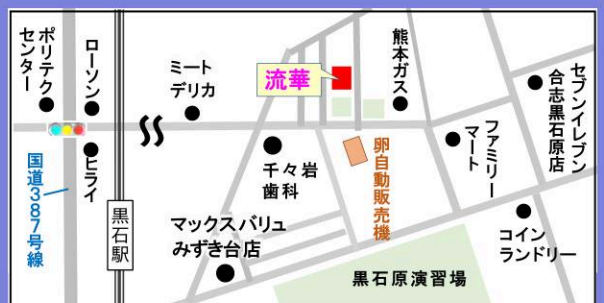 ポリテク
センター
ローソン
ミート
デリカ
流華
熊本ガス
セブンイレブン
合志黒石原店
国道387号線
ヒライ
千々岩
歯科
卵自動販売機
ファミリー
マート
黒石駅
マックスバリュ
みずき台店
コイン
ランドリー
黒石原演習場